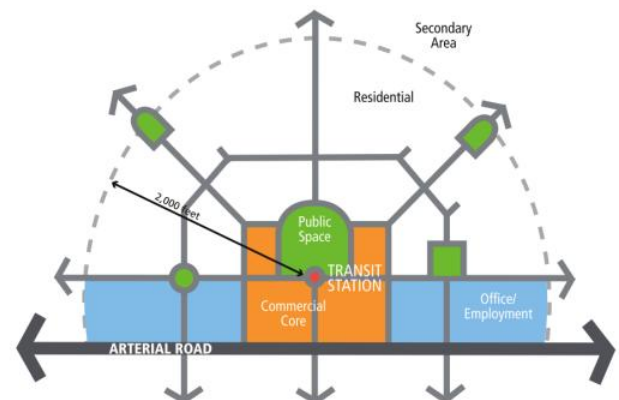 Secondary
Area
Residential
2,000 feet
Public
Space
TRANSIT
STATION
Commercial
Core
Office/
Employment
ARTERIAL ROAD